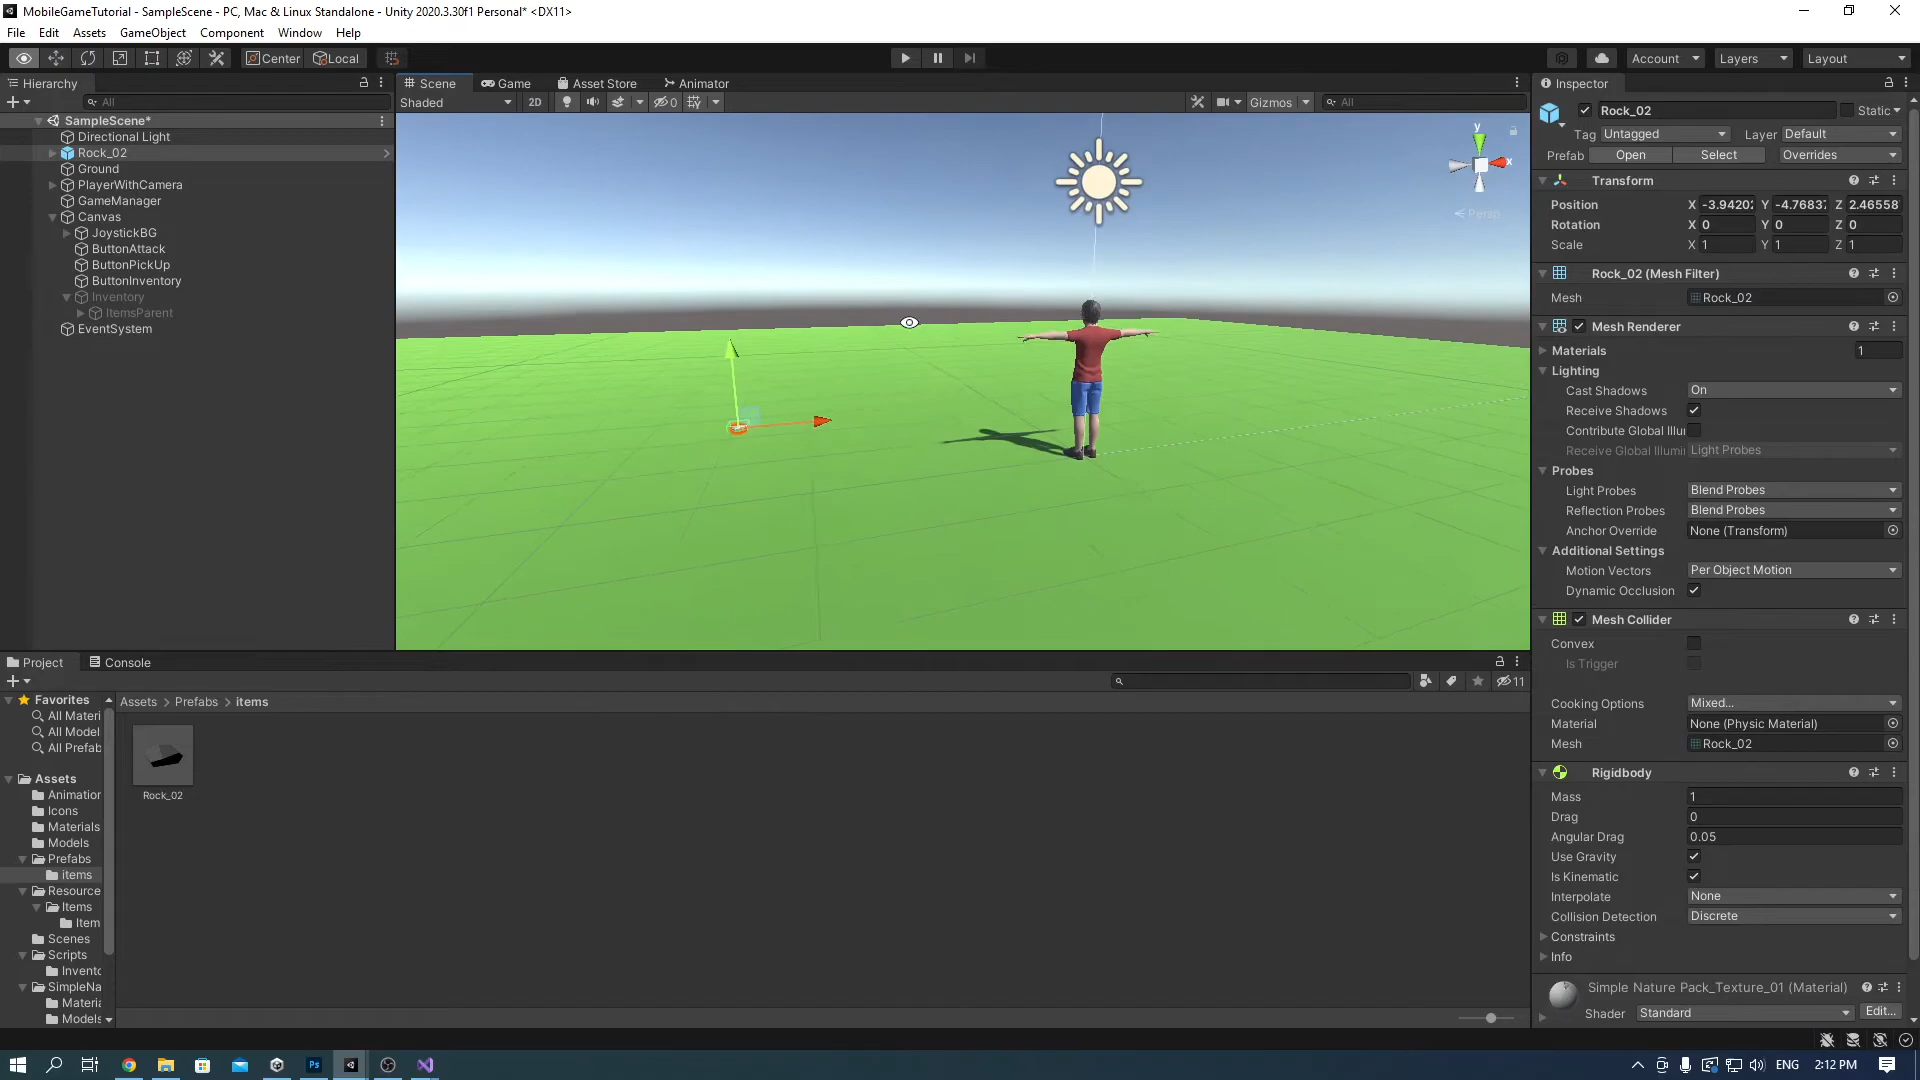 MobileGameTutorial - SampleScene - PC, Mac & Linux Standalone - Unity 2020.3.30f1 Personal* <DX11>
File Edit Assets GameObject Component Window Help
Center Local Account Layers Layout
Hierarchy
All
SampleScene*
Directional Light
Rock_02
Ground
PlayerWithCamera
GameManager
Canvas
JoystickBG
ButtonAttack
ButtonPickUp
ButtonInventory
Inventory
ItemsParent
EventSystem
Scene Game Asset Store Animator
Shaded 2D 0 Gizmos All
y
x
Persp
Inspector
Rock_02 Static
Tag Untagged Layer Default
Prefab Open Select Overrides
Transform
Position X -3.94202 Y -4.76837 Z 2.46558
Rotation X 0 Y 0 Z 0
Scale X 1 Y 1 Z 1
Rock_02 (Mesh Filter)
Mesh Rock_02
Mesh Renderer
Materials 1
Lighting
Cast Shadows On
Receive Shadows
Contribute Global Illu
Receive Global Illumi Light Probes
Probes
Light Probes Blend Probes
Reflection Probes Blend Probes
Anchor Override None (Transform)
Additional Settings
Motion Vectors Per Object Motion
Dynamic Occlusion
Mesh Collider
Convex
Is Trigger
Cooking Options Mixed...
Material None (Physic Material)
Mesh Rock_02
Rigidbody
Mass 1
Drag 0
Angular Drag 0.05
Use Gravity
Is Kinematic
Interpolate None
Collision Detection Discrete
Constraints
Info
Simple Nature Pack_Texture_01 (Material)
Shader Standard Edit...
Project Console
11
Favorites
All Materi
All Model
All Prefab
Assets
Animation
Icons
Materials
Models
Prefabs
items
Resource
Items
Item
Scenes
Scripts
Invento
SimpleNa
Materia
Models
Assets > Prefabs > items
Rock_02
Ps
ENG 2:12 PM